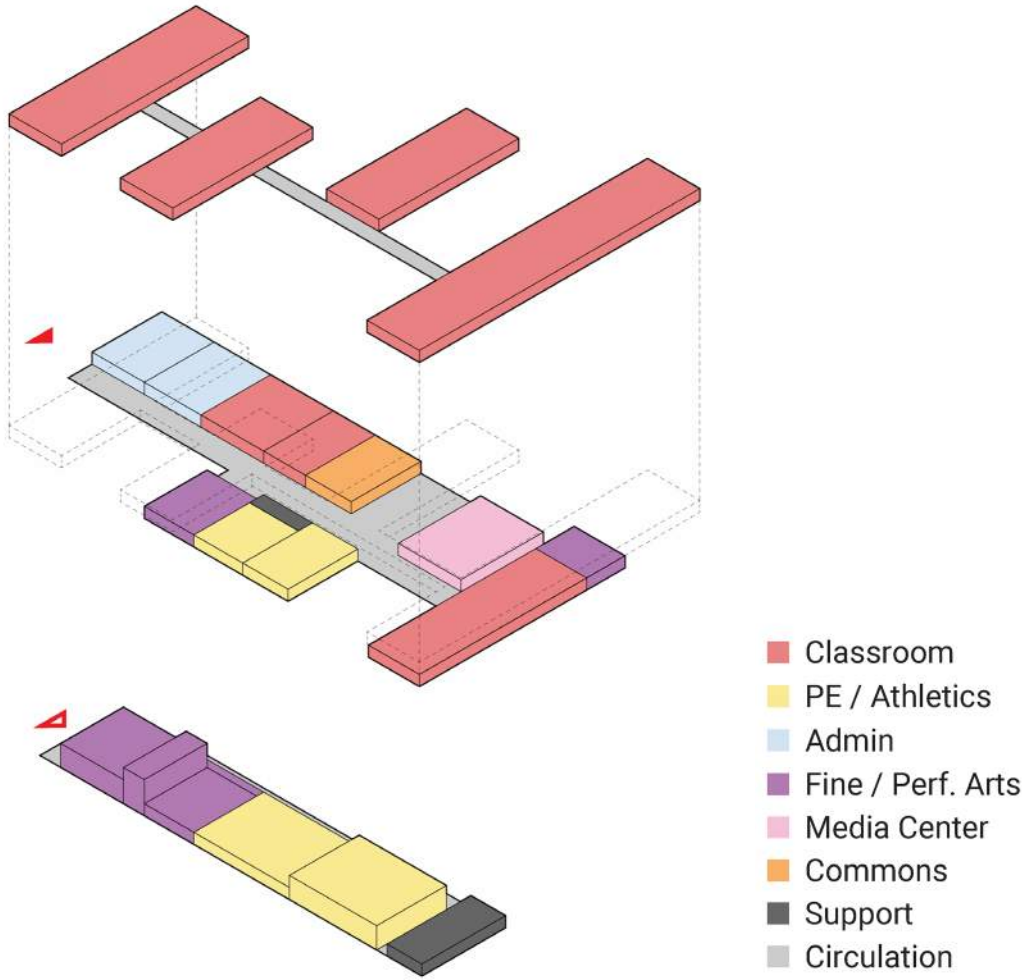 Classroom
PE / Athletics
Admin
Fine / Perf. Arts
Media Center
Commons
Support
Circulation